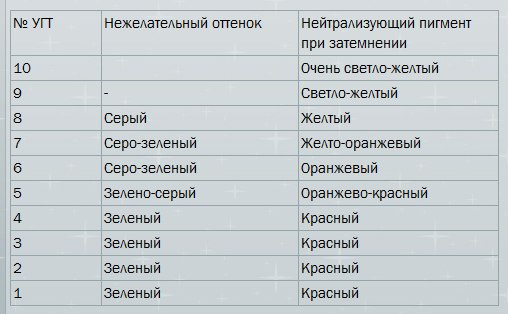 № УГТ Нежелательный оттенок Нейтрализующий пигмент
при затемнении
10 Очень светло-желтый
9 - Светло-желтый
8 Серый Желтый
7 Серо-зеленый Желто-оранжевый
6 Серо-зеленый Оранжевый
5 Зелено-серый Оранжево-красный
4 Зеленый Красный
3 Зеленый Красный
2 Зеленый Красный
1 Зеленый Красный